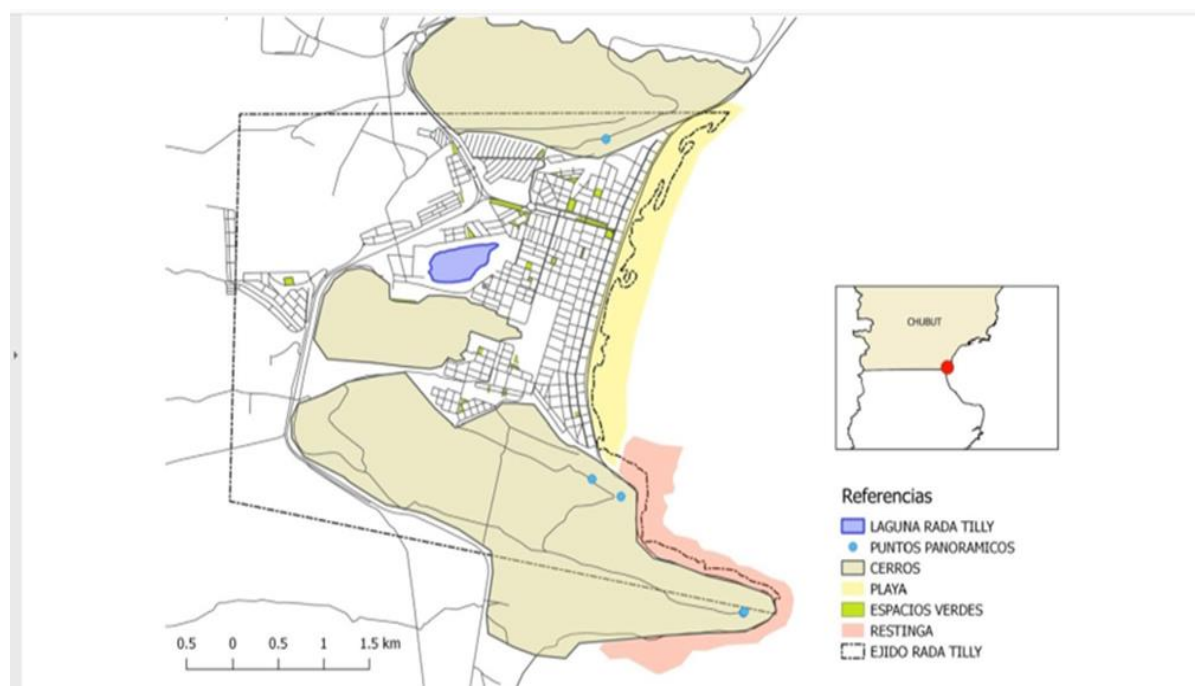 CHUBUT
Referencias
LAGUNA RADA TILLY
PUNTOS PANORAMICOS
CERROS
PLAYA
ESPACIOS VERDES
RESTINGA
EJIDO RADA TILLY
0.5 0 0.5 1 1.5 km